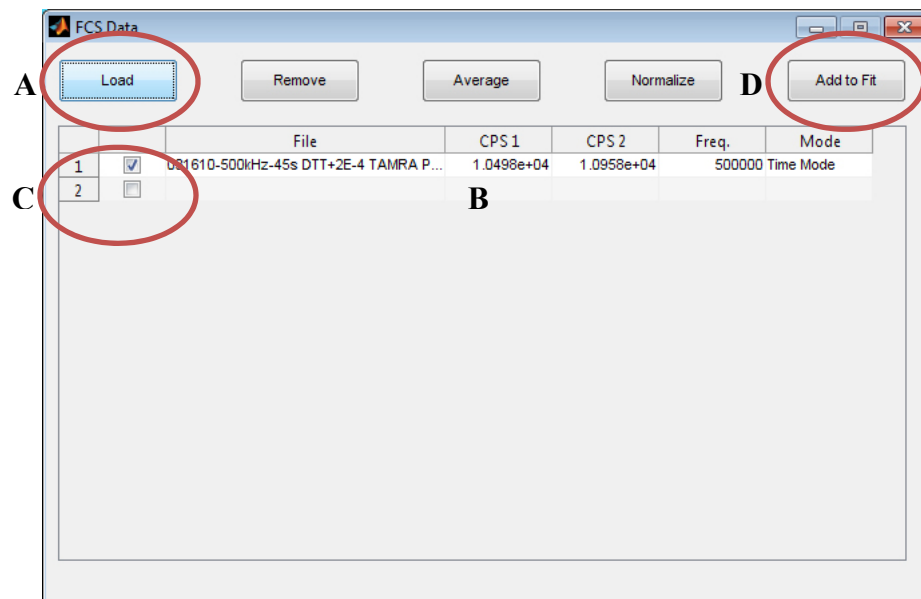 FCS Data
A Load Remove Average Normalize D Add to Fit
File CPS 1 CPS 2 Freq. Mode
1 081610-500kHz-45s DTT+2E-4 TAMRA P... 1.0498e+04 1.0958e+04 500000 Time Mode
C 2 B